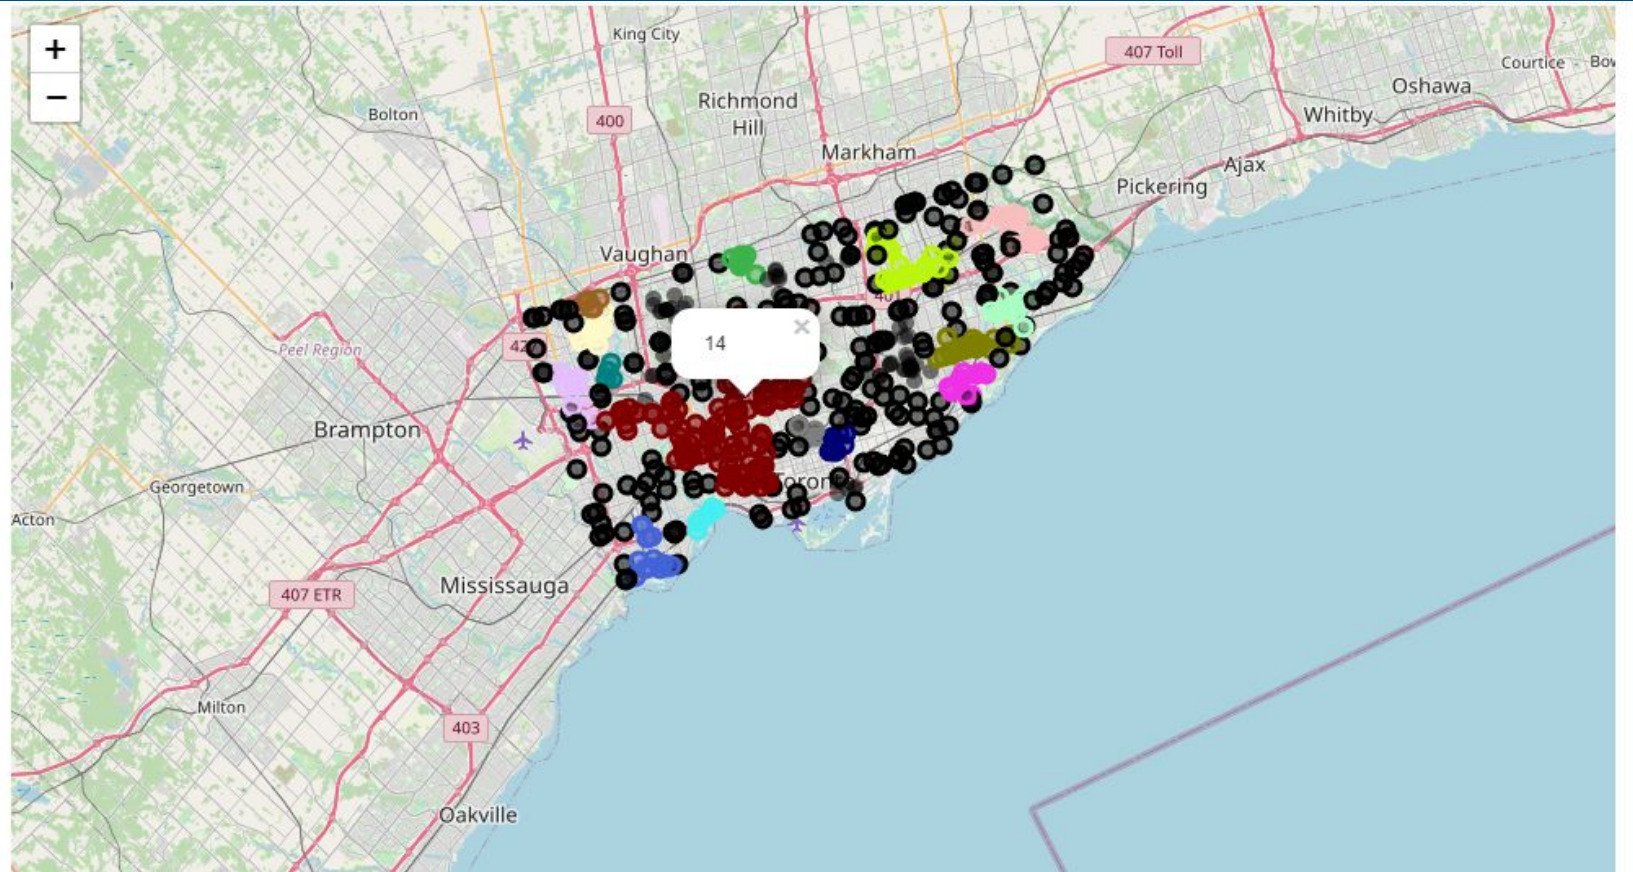 +
−
King City
407 Toll
Courtice
Oshawa
Richmond
Hill
Bolton
400
Whitby
Markham
Ajax
Pickering
Vaughan
Peel Region
14
×
Brampton
Georgetown
Acton
407 ETR
Mississauga
Milton
403
Oakville